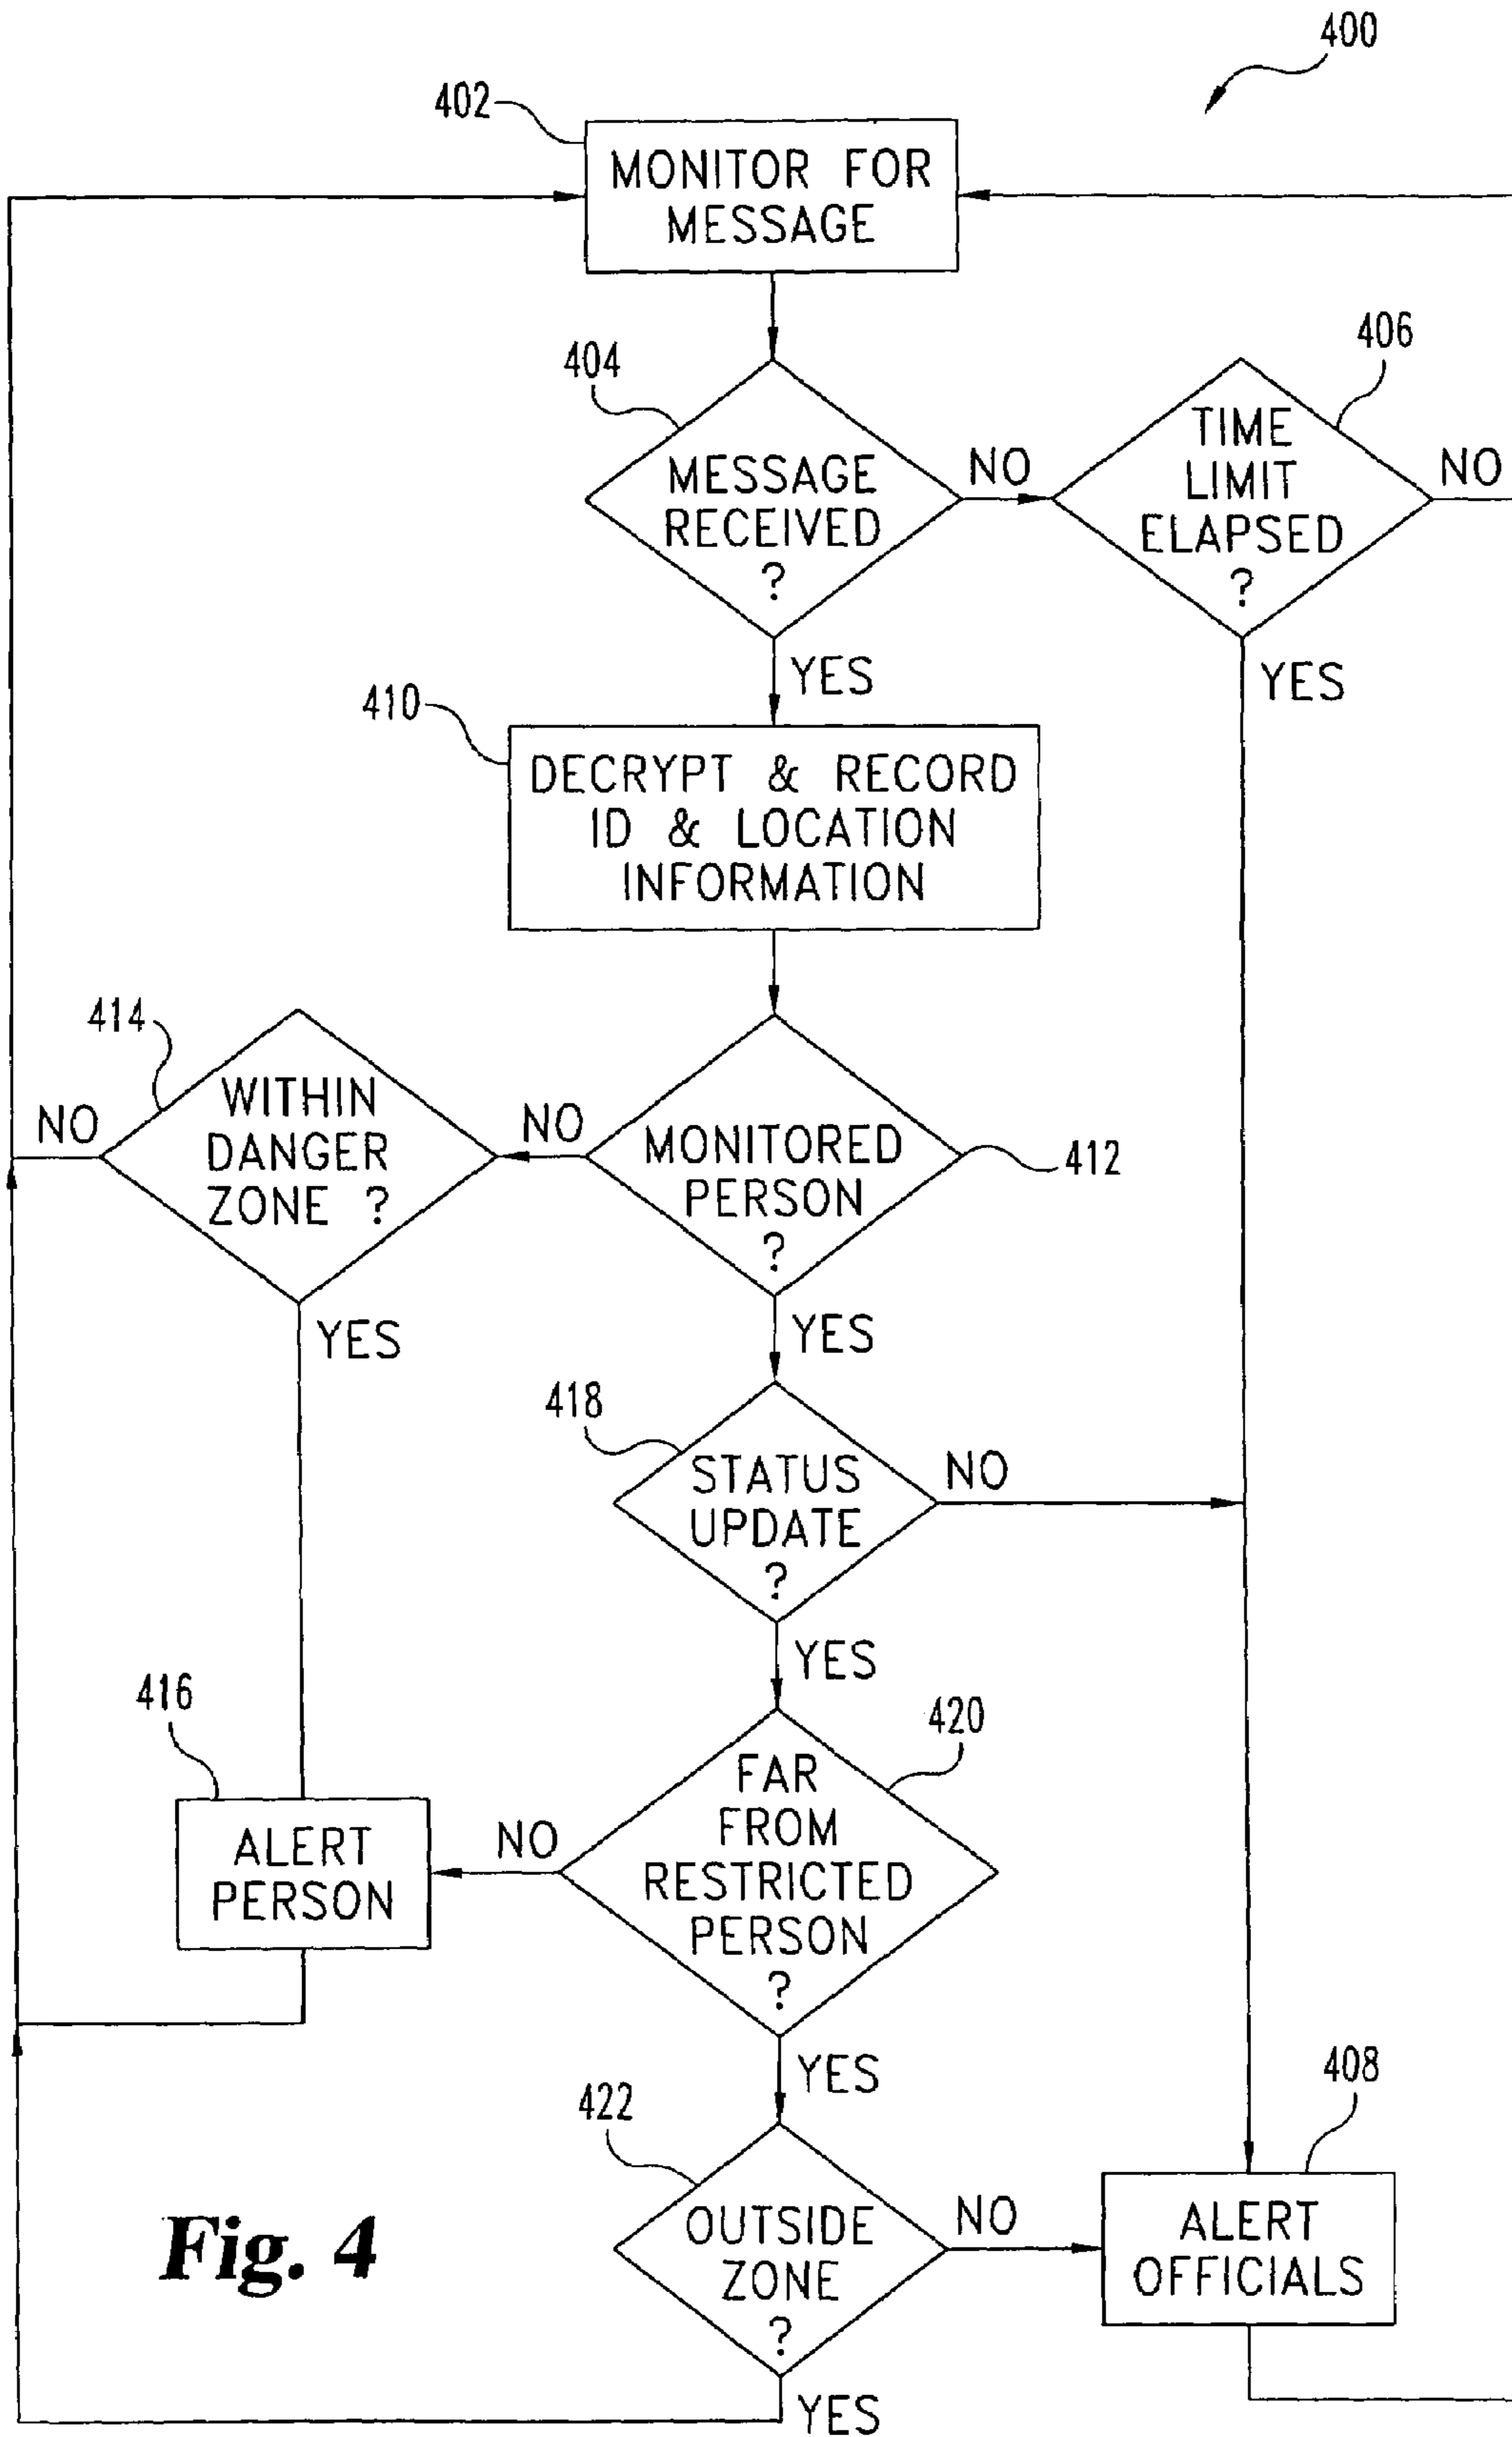 400
402
MONITOR FOR
MESSAGE
404
406
MESSAGE
RECEIVED
?
NO
TIME
LIMIT
ELAPSED
?
NO
YES
YES
410
DECRYPT & RECORD
ID & LOCATION
INFORMATION
414
WITHIN
DANGER
ZONE ?
NO
NO
MONITORED
PERSON
?
412
YES
YES
418
STATUS
UPDATE
?
NO
YES
416
420
ALERT
PERSON
NO
FAR
FROM
RESTRICTED
PERSON
?
YES
422
408
OUTSIDE
ZONE
?
NO
ALERT
OFFICIALS
YES
Fig. 4